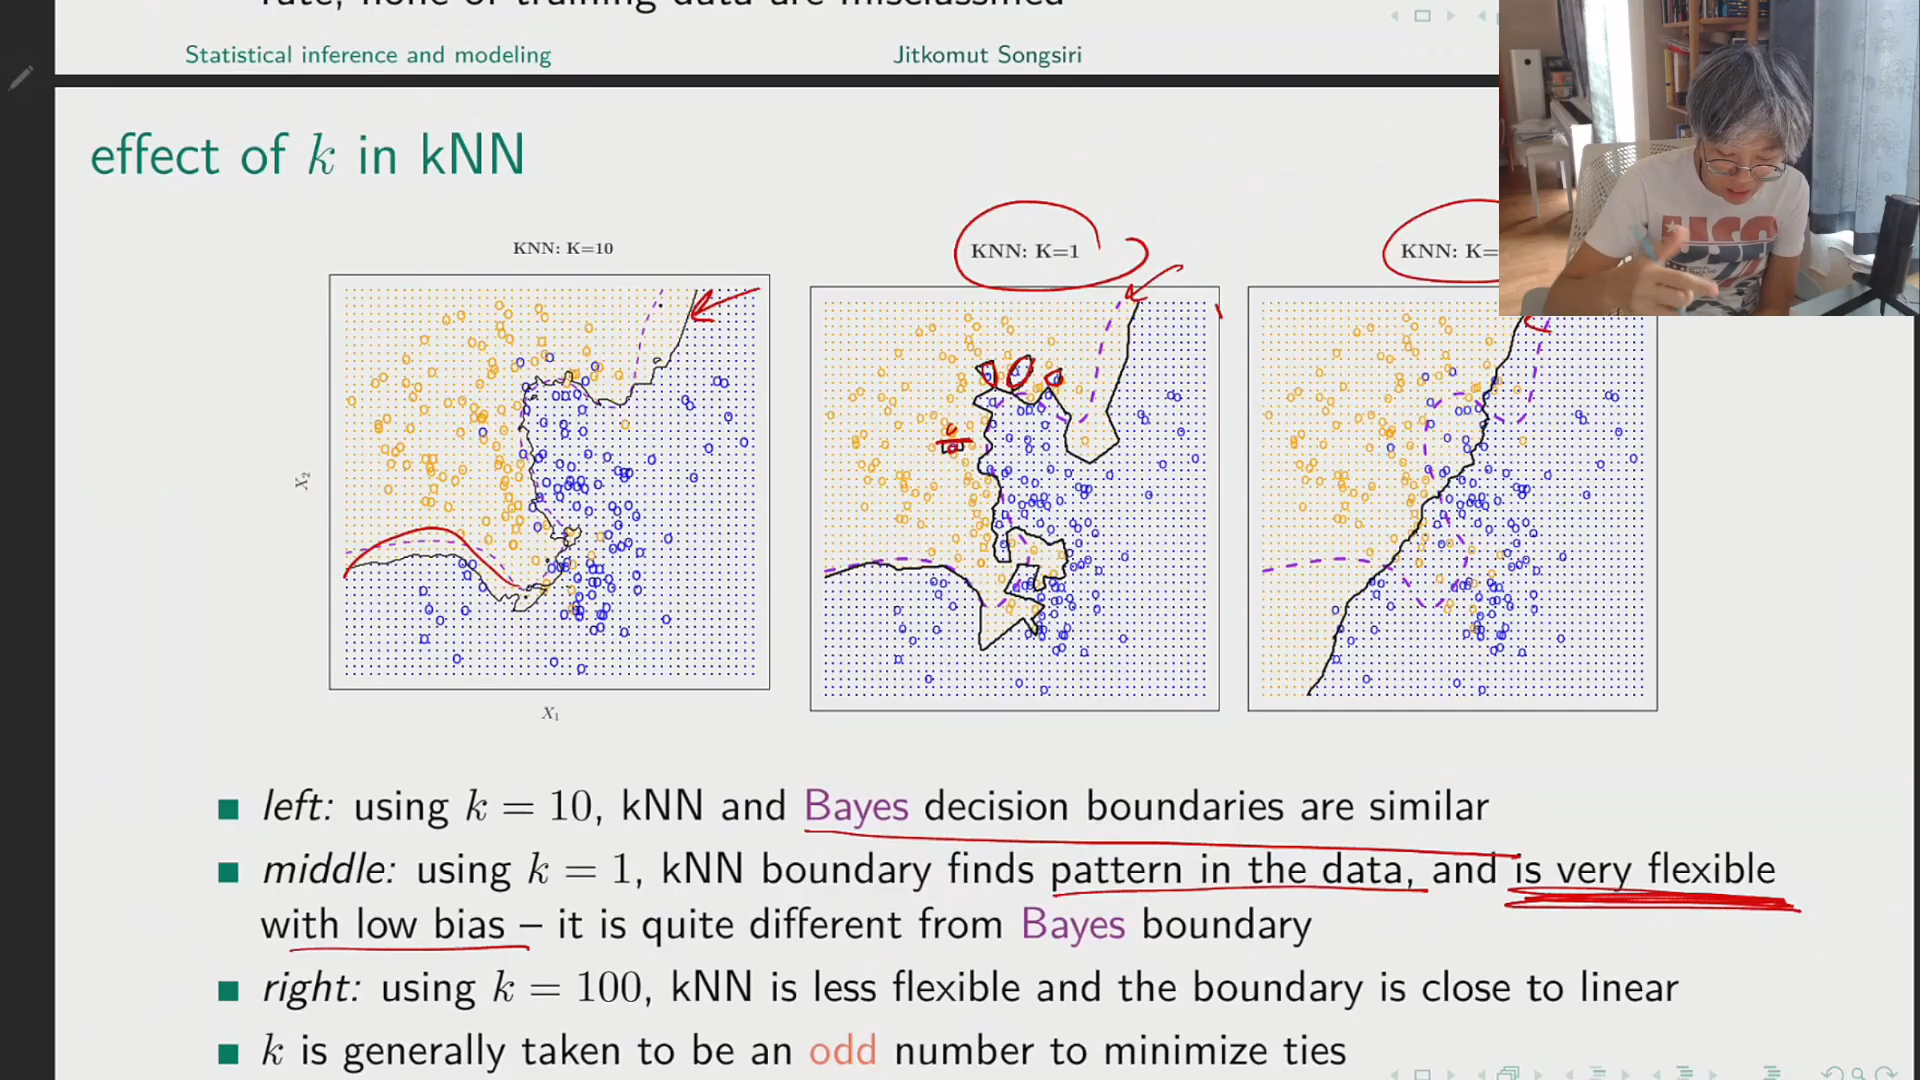 Statistical inference and modeling
Jitkomut Songsiri
effect of k in kNN
KNN: K=10
KNN: K=1
KNN: K=
X₂
X₁
left: using k = 10, kNN and Bayes decision boundaries are similar
middle: using k = 1, kNN boundary finds pattern in the data, and is very flexible
with low bias – it is quite different from Bayes boundary
right: using k = 100, kNN is less flexible and the boundary is close to linear
k is generally taken to be an odd number to minimize ties